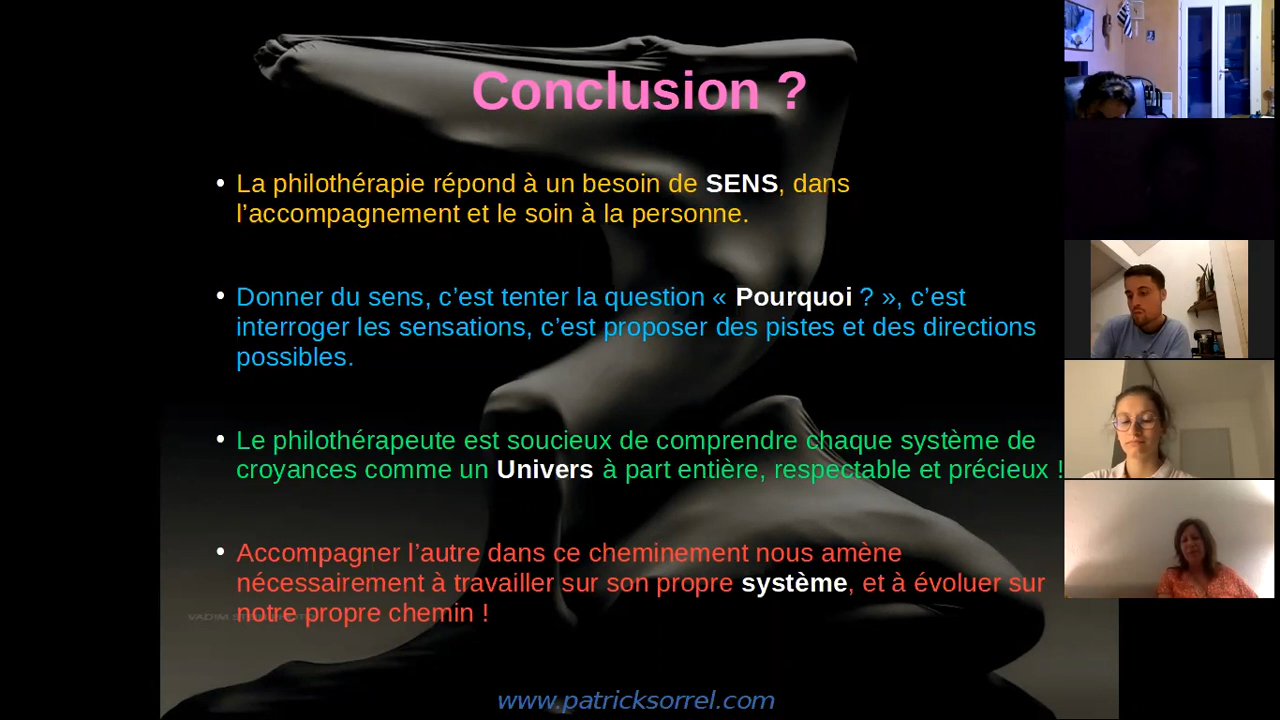 Conclusion ?
• La philothérapie répond à un besoin de SENS, dans
l’accompagnement et le soin à la personne.
• Donner du sens, c’est tenter la question « Pourquoi ? », c’est
interroger les sensations, c’est proposer des pistes et des directions
possibles.
• Le philothérapeute est soucieux de comprendre chaque système de
croyances comme un Univers à part entière, respectable et précieux !
• Accompagner l’autre dans ce cheminement nous amène
nécessairement à travailler sur son propre système, et à évoluer sur
notre propre chemin !
VADIM
www.patricksorrel.com